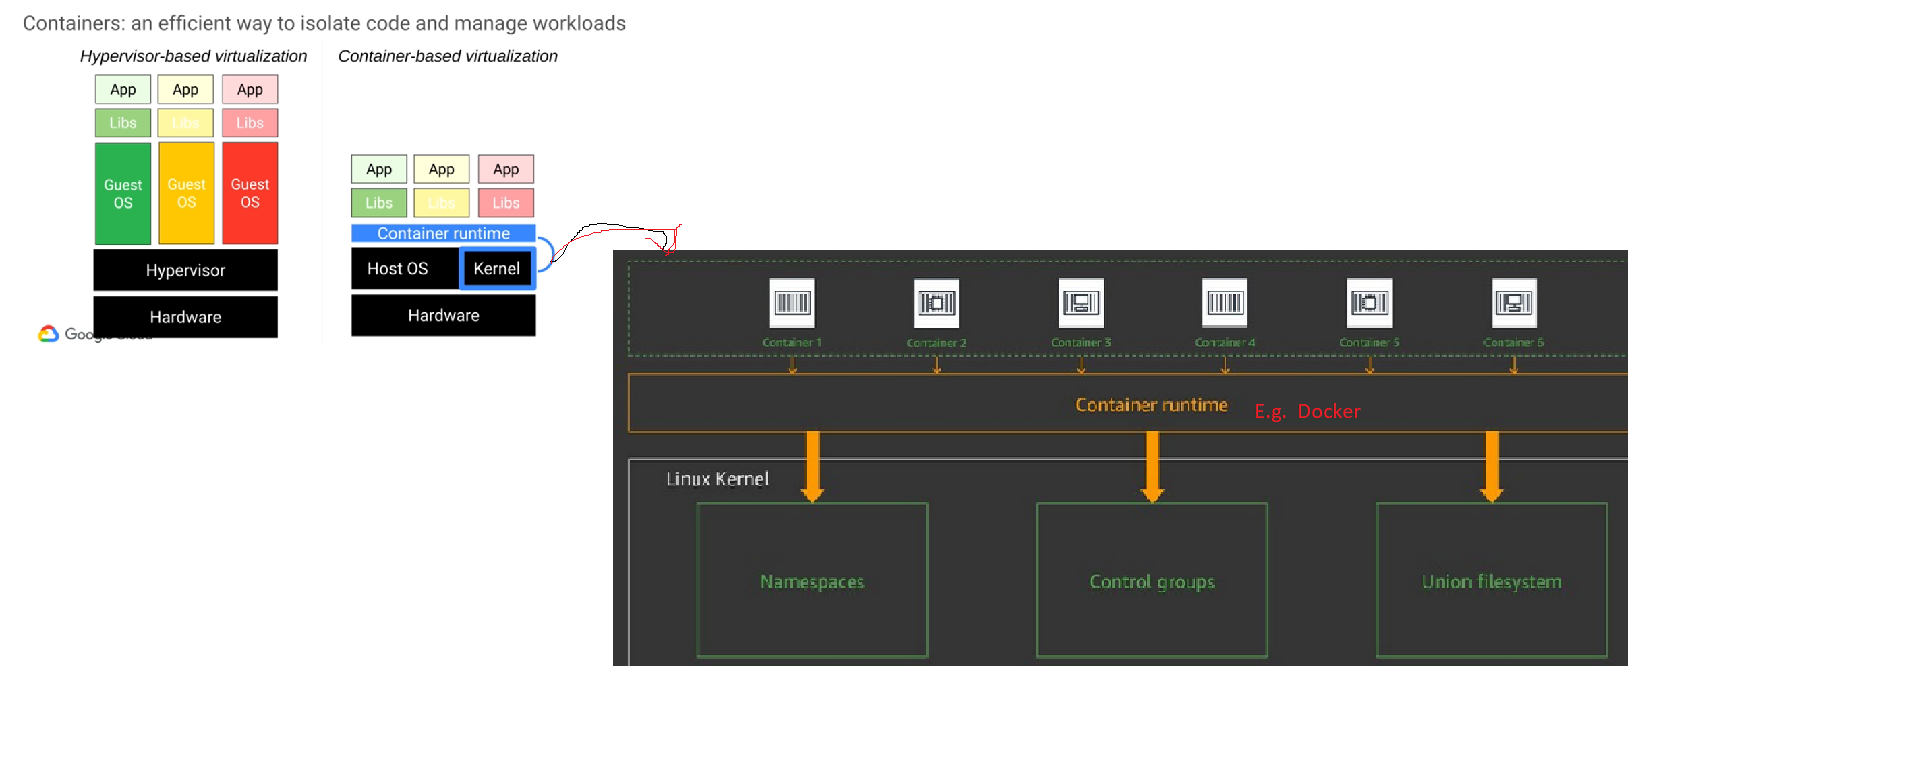 Containers: an efficient way to isolate code and manage workloads
Hypervisor-based virtualization
App App App
Libs Libs Libs
Guest OS Guest OS Guest OS
Hypervisor
Hardware
Container-based virtualization
App App App
Libs Libs Libs
Container runtime
Host OS Kernel
Hardware
Container 1 Container 2 Container 3 Container 4 Container 5 Container 6
Container runtime E.g. Docker
Linux Kernel
Namespaces Control groups Union filesystem